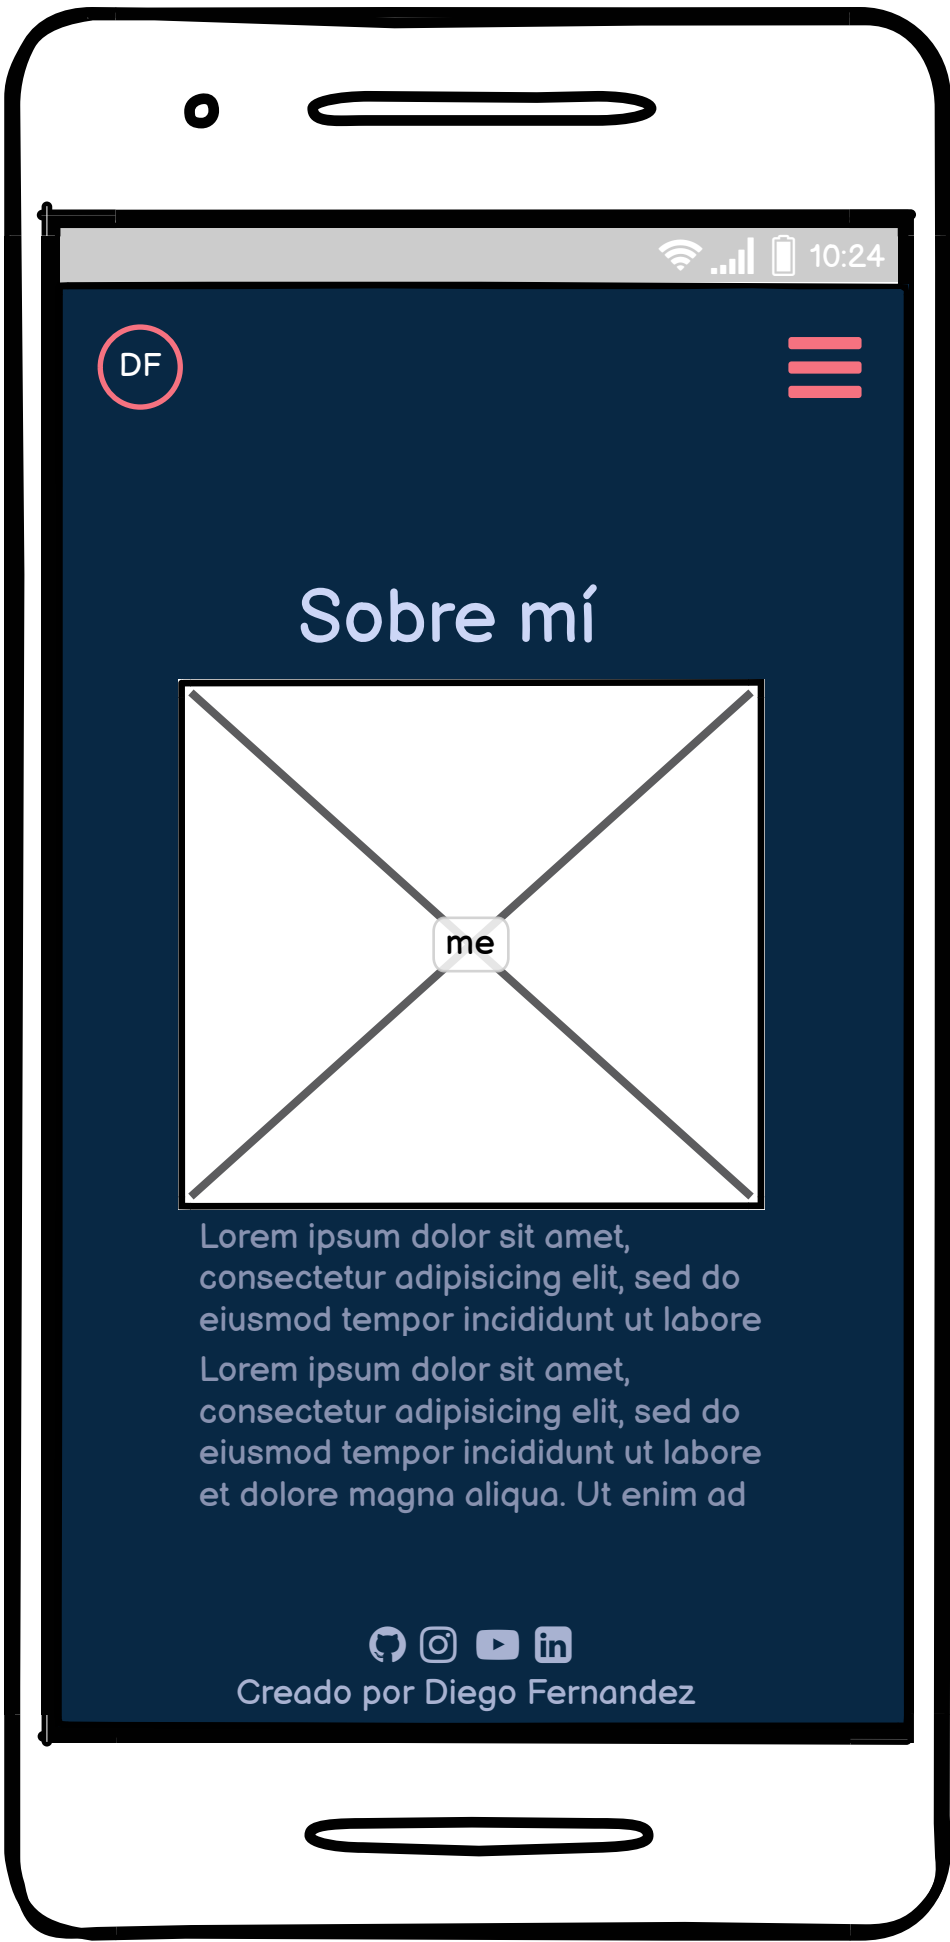 10:24
DF
Sobre mí
me
Lorem ipsum dolor sit amet,
consectetur adipisicing elit, sed do
eiusmod tempor incididunt ut labore
Lorem ipsum dolor sit amet,
consectetur adipisicing elit, sed do
eiusmod tempor incididunt ut labore
et dolore magna aliqua. Ut enim ad
in
Creado por Diego Fernandez